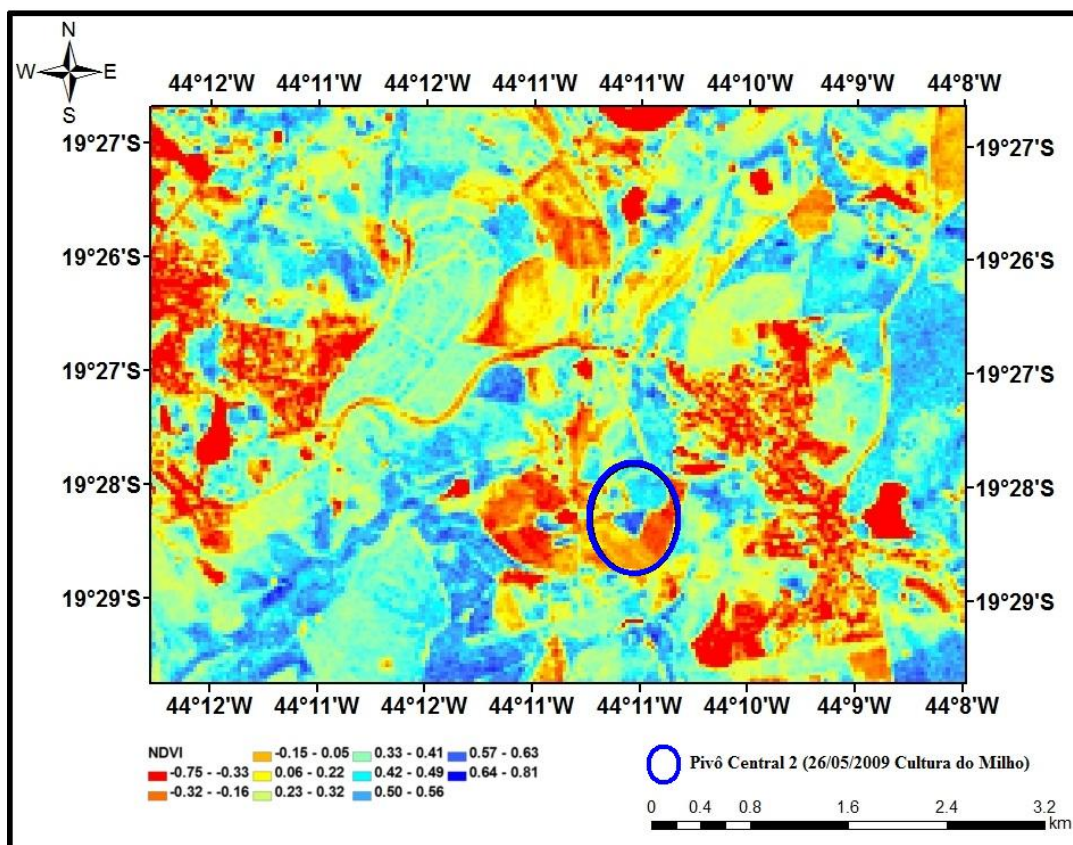 N
W E
S
44°12'W 44°11'W 44°12'W 44°11'W 44°11'W 44°10'W 44°9'W 44°8'W
19°27'S 19°27'S
19°26'S 19°26'S
19°27'S 19°27'S
19°28'S 19°28'S
19°29'S 19°29'S
44°12'W 44°11'W 44°12'W 44°11'W 44°11'W 44°10'W 44°9'W 44°8'W
NDVI -0.15 - 0.05 0.33 - 0.41 0.57 - 0.63
-0.75 - -0.33 0.06 - 0.22 0.42 - 0.49 0.64 - 0.81
-0.32 - -0.16 0.23 - 0.32 0.50 - 0.56
Pivô Central 2 (26/05/2009 Cultura do Milho)
0 0.4 0.8 1.6 2.4 3.2
km